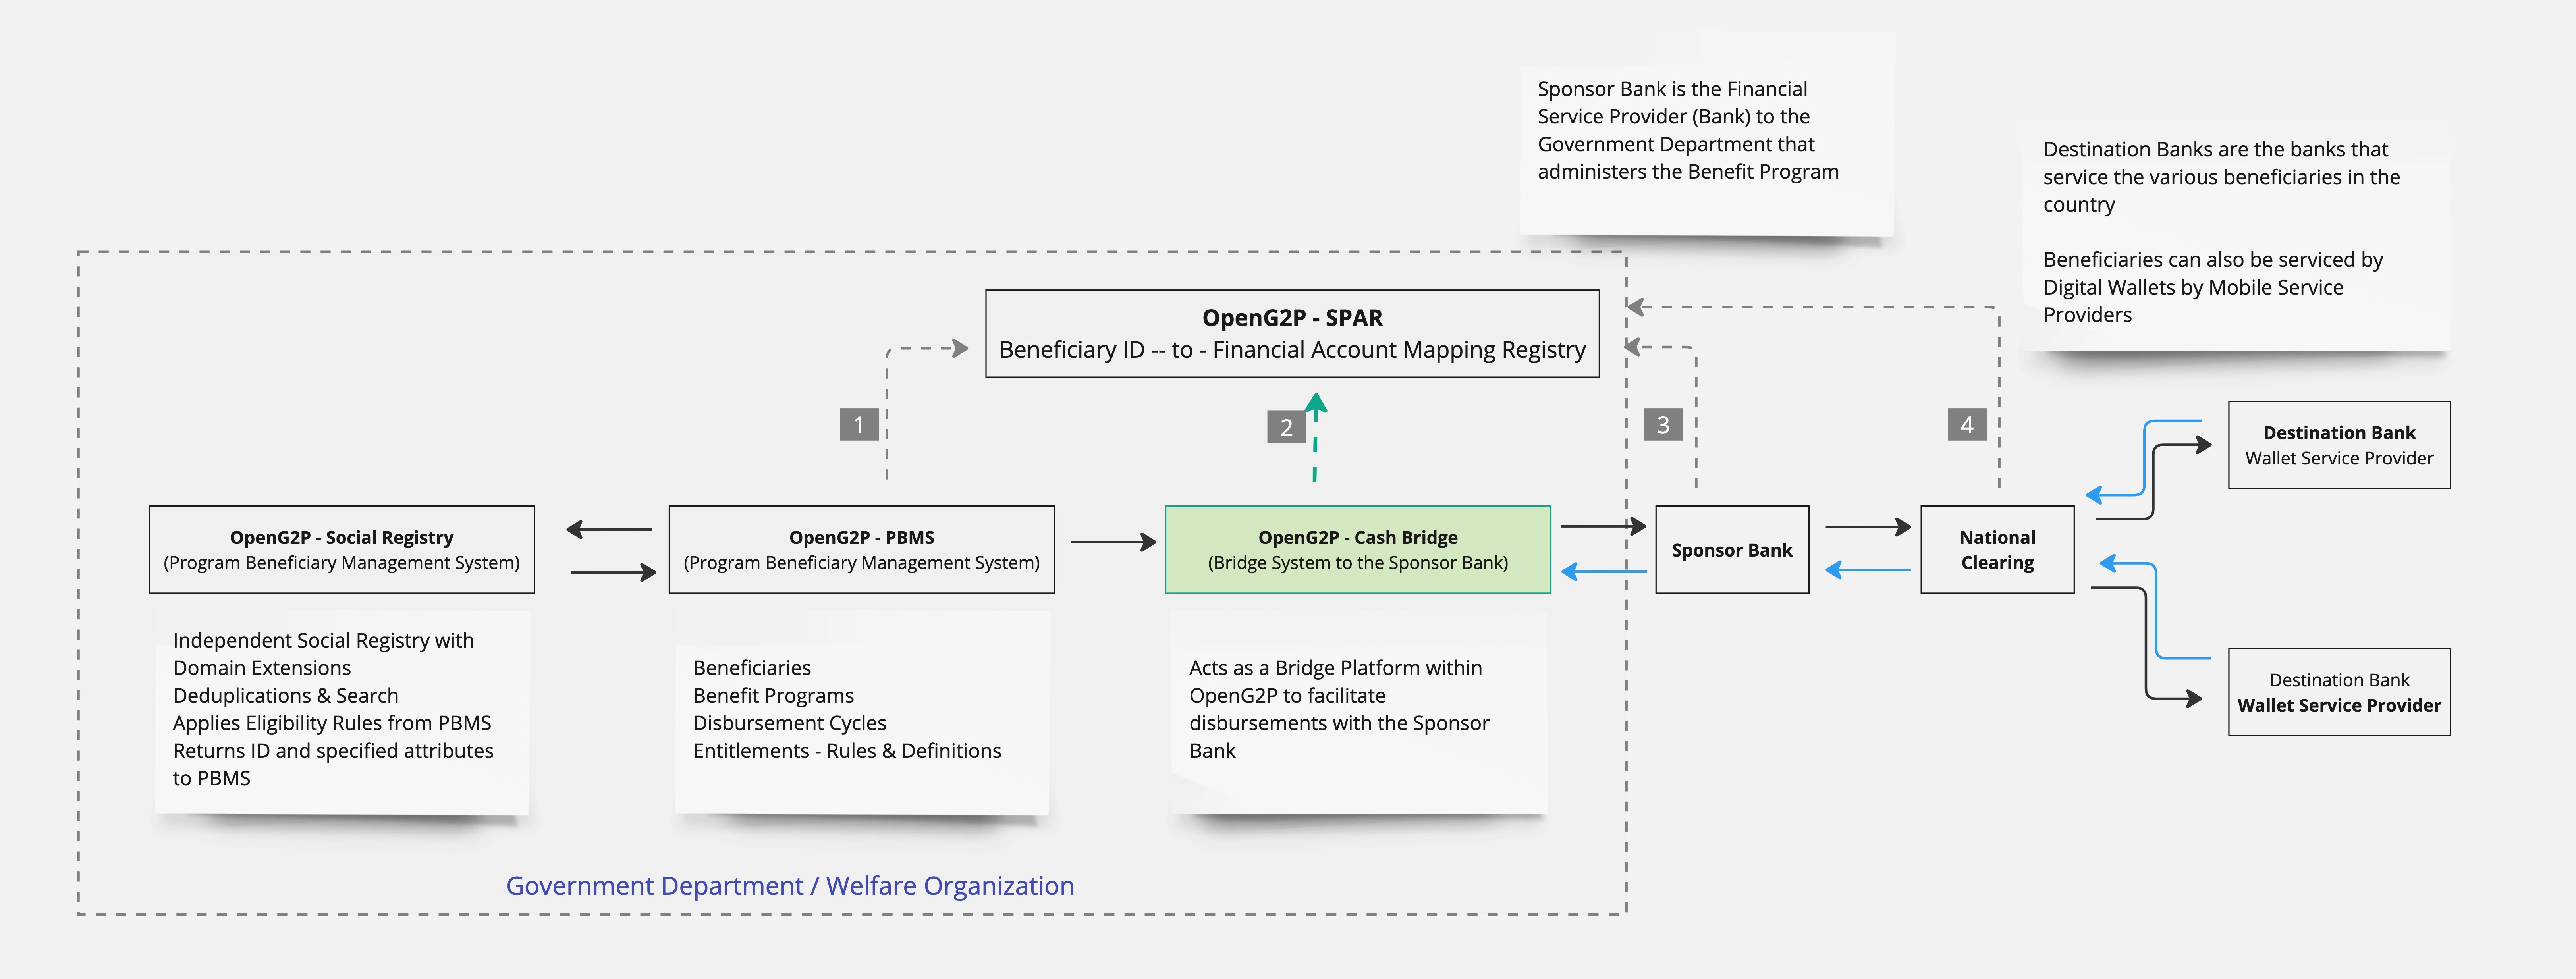 Sponsor Bank is the Financial
Service Provider (Bank) to the
Government Department that
administers the Benefit Program
Destination Banks are the banks that
service the various beneficiaries in the
country
Beneficiaries can also be serviced by
Digital Wallets by Mobile Service
Providers
OpenG2P - SPAR
Beneficiary ID -- to - Financial Account Mapping Registry
1
2
3
4
Destination Bank
Wallet Service Provider
OpenG2P - Social Registry
(Program Beneficiary Management System)
OpenG2P - PBMS
(Program Beneficiary Management System)
OpenG2P - Cash Bridge
(Bridge System to the Sponsor Bank)
Sponsor Bank
National
Clearing
Destination Bank
Wallet Service Provider
Independent Social Registry with
Domain Extensions
Deduplications & Search
Applies Eligibility Rules from PBMS
Returns ID and specified attributes
to PBMS
Beneficiaries
Benefit Programs
Disbursement Cycles
Entitlements - Rules & Definitions
Acts as a Bridge Platform within
OpenG2P to facilitate
disbursements with the Sponsor
Bank
Government Department / Welfare Organization